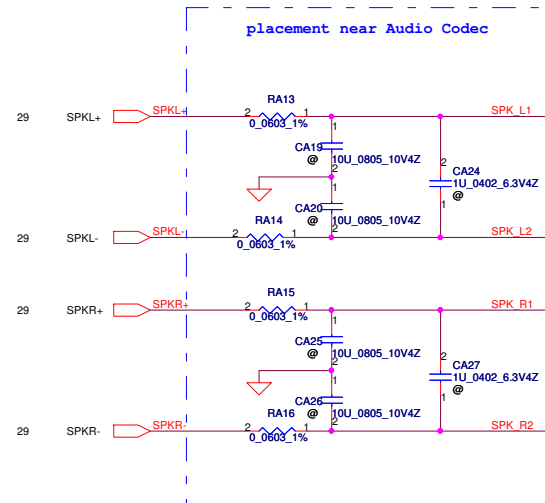 placement near Audio Codec
RA13
29 SPKL+ SPKL+ 2 1 SPK_L1
0_0603_1%
1
CA19
@ 10U_0805_10V4Z
2
2
CA24
1U_0402_6.3V4Z
@
1
1
CA20
@ 10U_0805_10V4Z
2
RA14
29 SPKL- SPKL- 2 1 SPK_L2
0_0603_1%
RA15
29 SPKR+ SPKR+ 2 1 SPK_R1
0_0603_1%
1
CA25
@ 10U_0805_10V4Z
2
2
CA27
1U_0402_6.3V4Z
@
1
1
CA26
@ 10U_0805_10V4Z
2
RA16
29 SPKR- SPKR- 2 1 SPK_R2
0_0603_1%